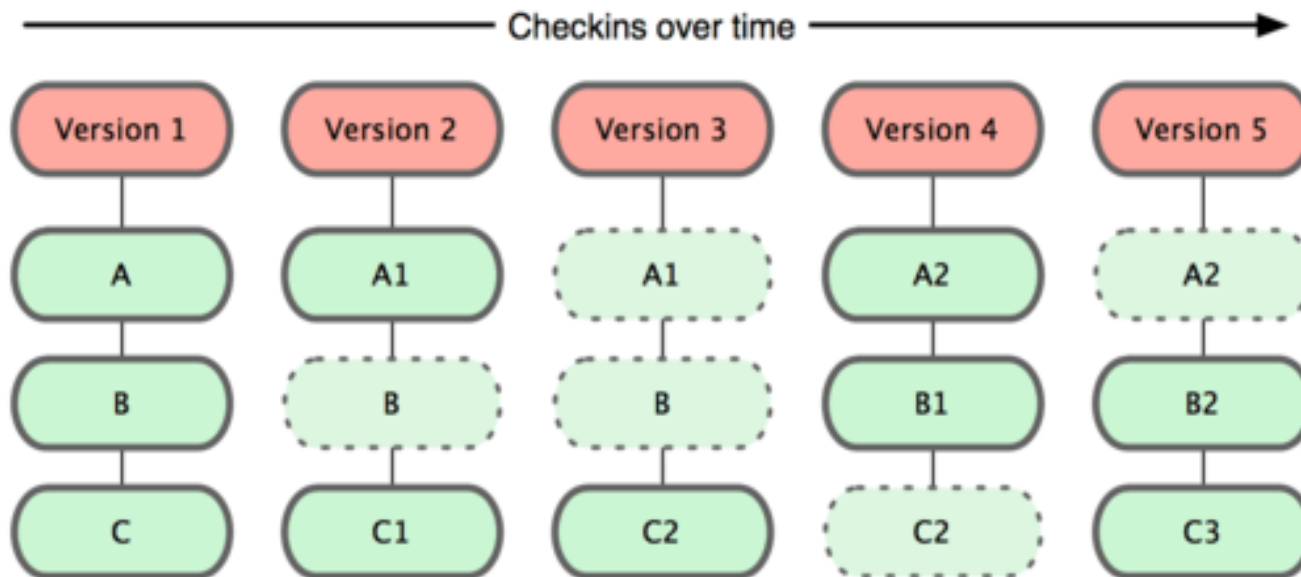 Checkins over time
Version 1 Version 2 Version 3 Version 4 Version 5
A A1 A1 A2 A2
B B B B1 B2
C C1 C2 C2 C3